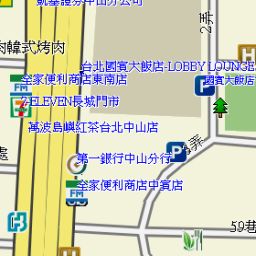 凱基證券中山分公司
2弄
肉韓式烤肉
台北國賓大飯店-LOBBY LOUNGE
全家便利商店東南店
國賓大飯店
7-ELEVEN長城門市
萬波島嶼紅茶台北中山店
弄
處
第一銀行中山分行
全家便利商店中賓店
59巷